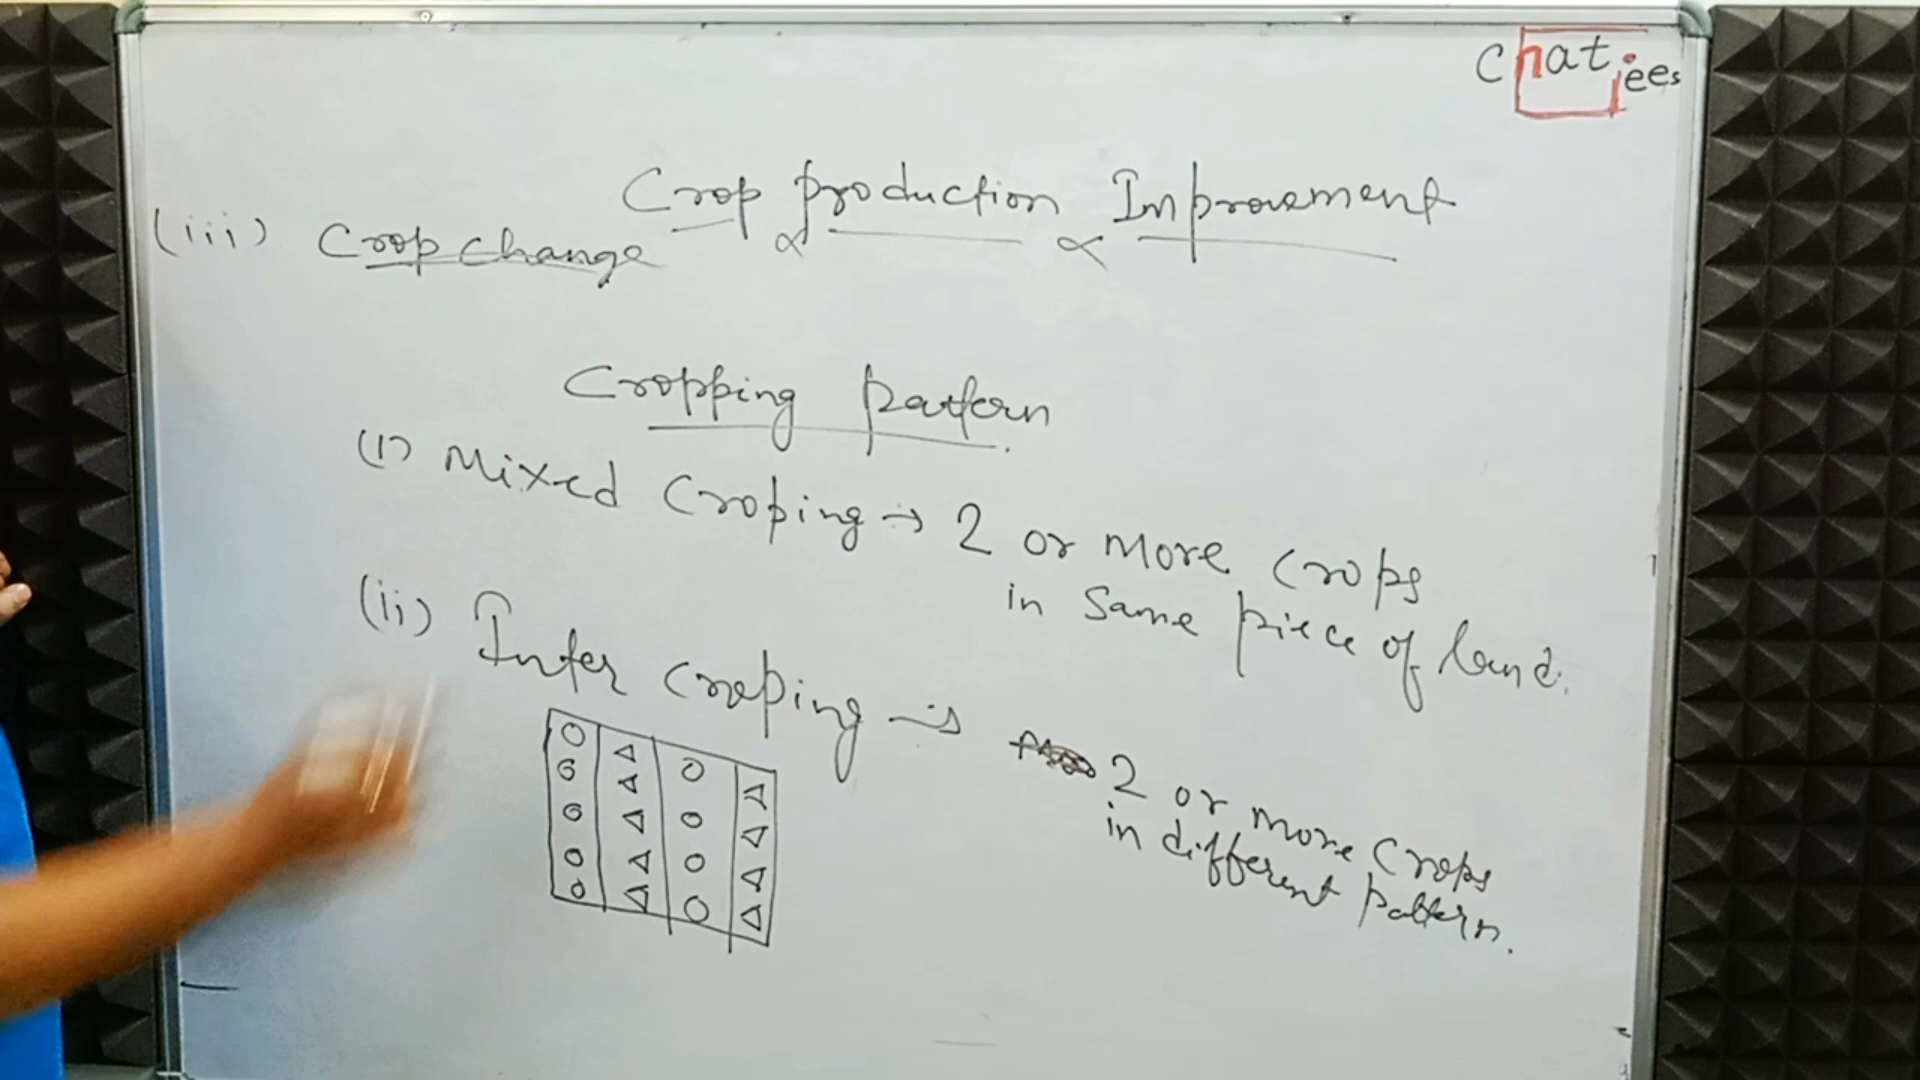 Chatjees
Crop production Improvement
(iii) Crop change
Cropping Pattern
(i) Mixed Croping → 2 or more crops
in same piece of land.
(ii) Inter Croping → 2 or more crops
in different pattern.